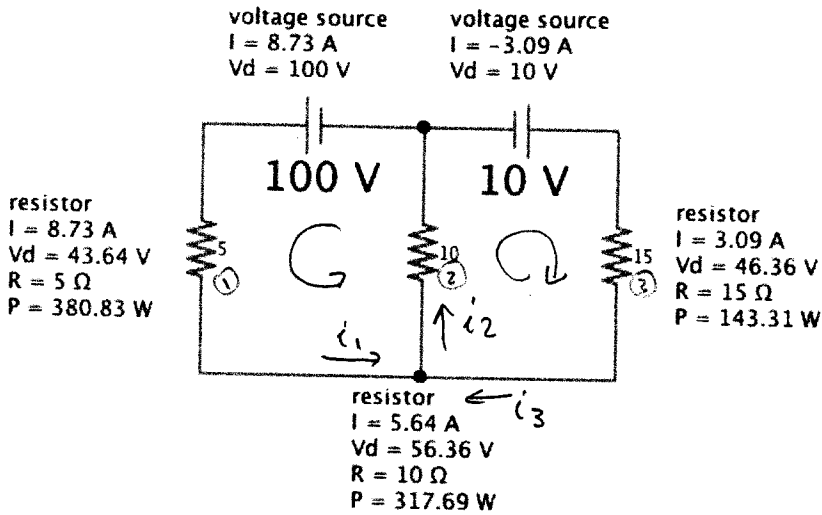 voltage source
I = 8.73 A
Vd = 100 V
voltage source
I = -3.09 A
Vd = 10 V
100 V
10 V
resistor
I = 8.73 A
Vd = 43.64 V
R = 5 Ω
P = 380.83 W
5
1
10
2
15
3
resistor
I = 3.09 A
Vd = 46.36 V
R = 15 Ω
P = 143.31 W
i2
i1
i3
resistor
I = 5.64 A
Vd = 56.36 V
R = 10 Ω
P = 317.69 W